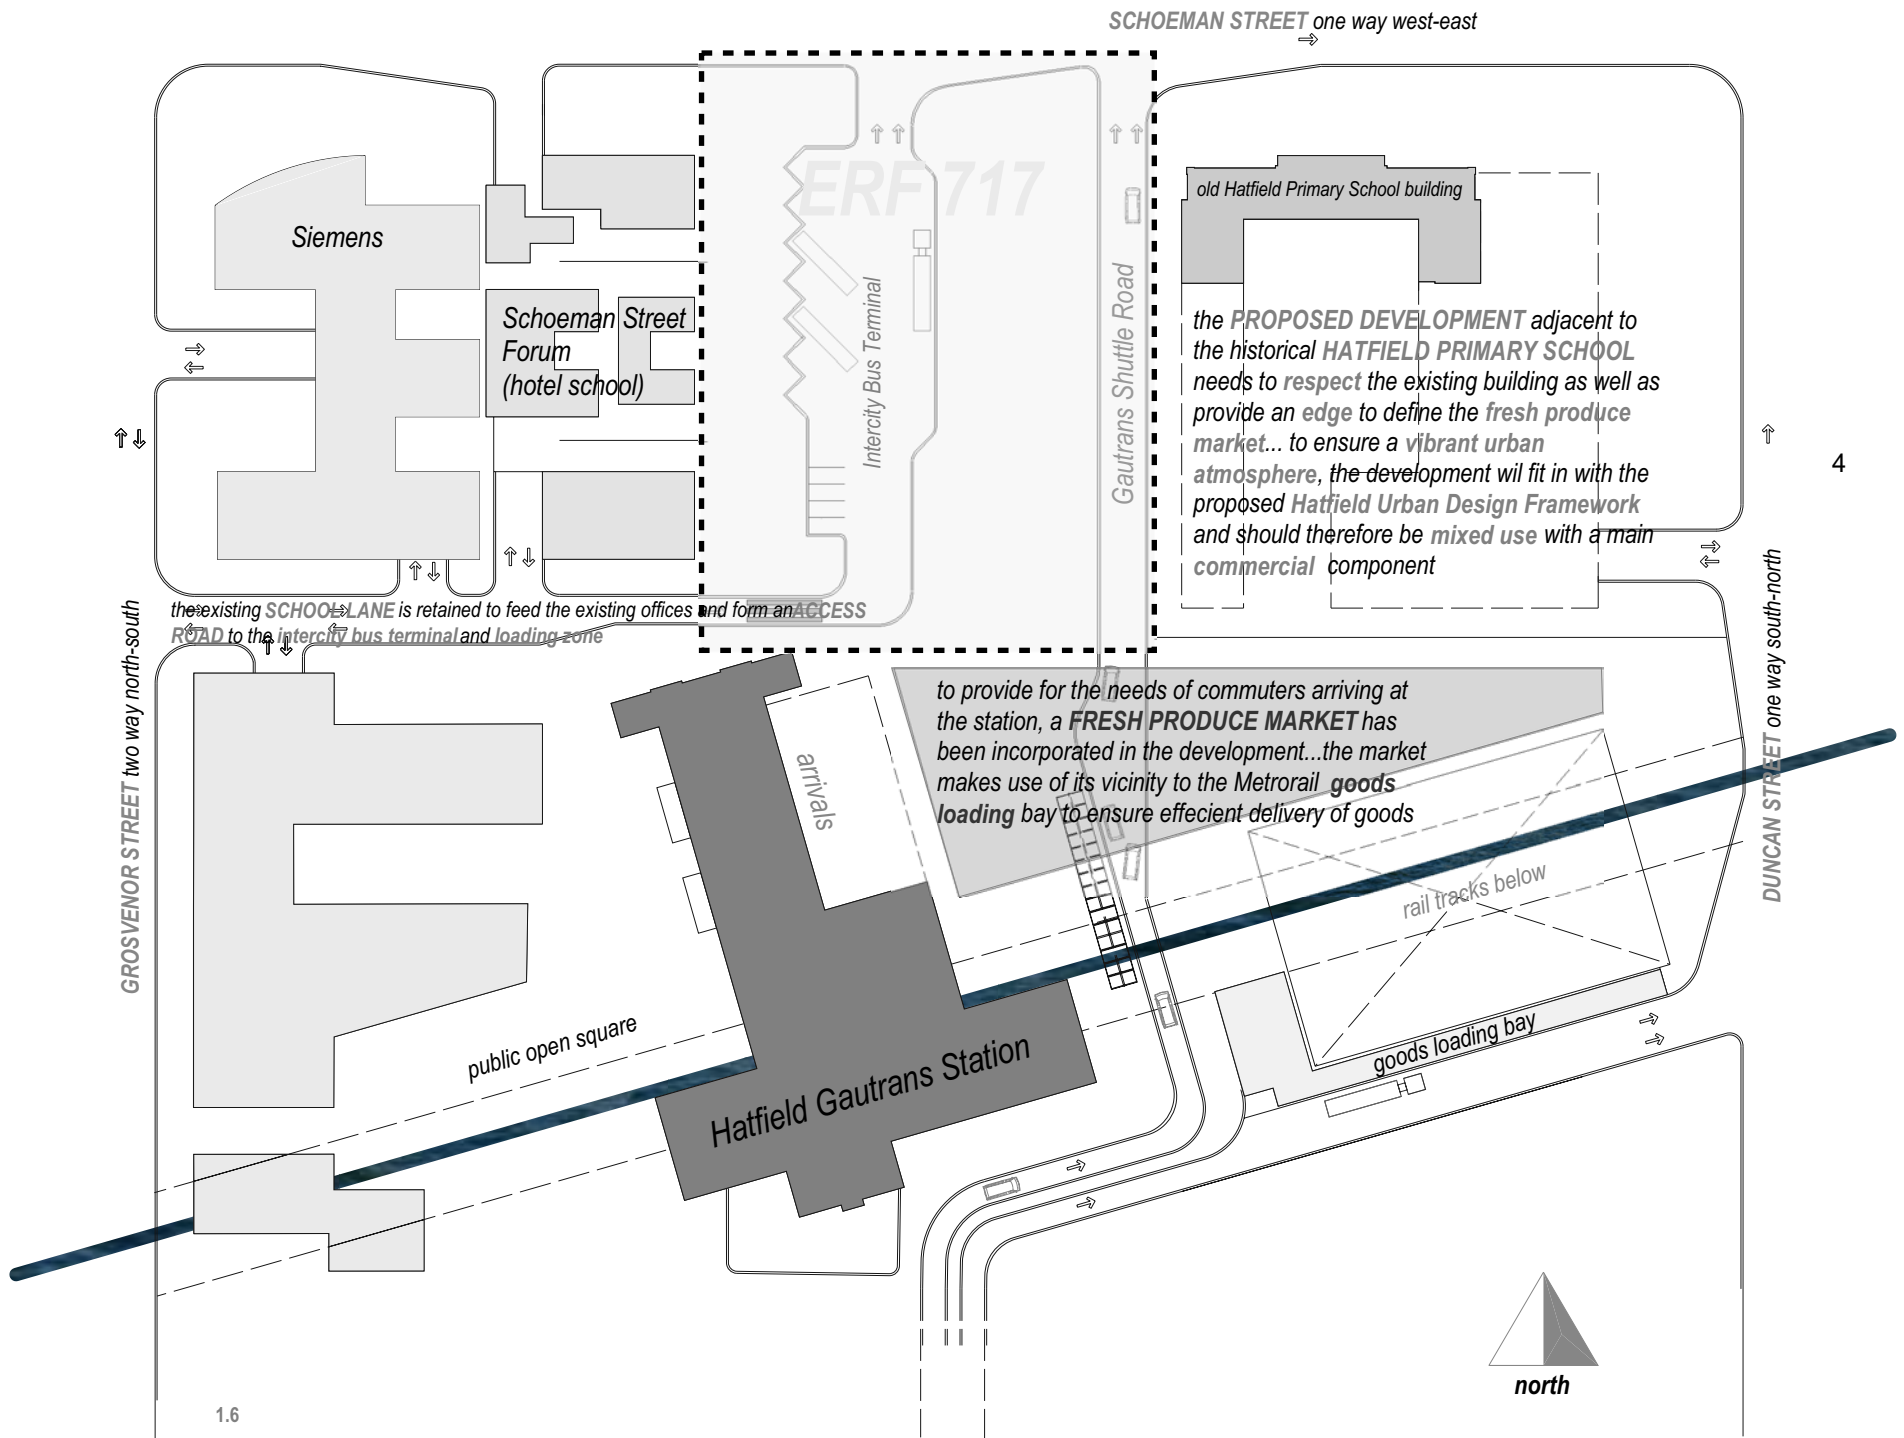 SCHOEMAN STREET one way west-east
ERF 717
old Hatfield Primary School building
Siemens
Intercity Bus Terminal
Gautrans Shuttle Road
Schoeman Street
Forum
(hotel school)
the PROPOSED DEVELOPMENT adjacent to
the historical HATFIELD PRIMARY SCHOOL
needs to respect the existing building as well as
provide an edge to define the fresh produce
market... to ensure a vibrant urban
atmosphere, the development wil fit in with the
proposed Hatfield Urban Design Framework
and should therefore be mixed use with a main
commercial component
4
the existing SCHOOL LANE is retained to feed the existing offices and form an ACCESS
ROAD to the intercity bus terminal and loading zone
GROSVENOR STREET two way north-south
DUNCAN STREET one way south-north
to provide for the needs of commuters arriving at
the station, a FRESH PRODUCE MARKET has
been incorporated in the development...the market
makes use of its vicinity to the Metrorail goods
loading bay to ensure effecient delivery of goods
arrivals
rail tracks below
public open square
goods loading bay
Hatfield Gautrans Station
north
1.6